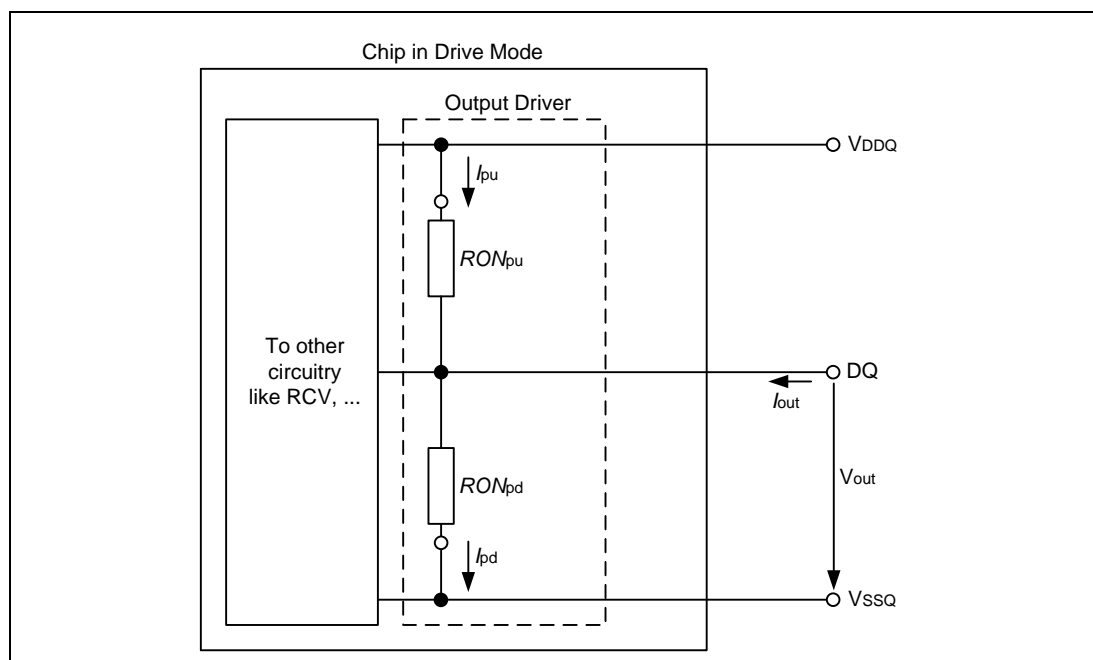 Chip in Drive Mode
Output Driver
VDDQ
Ipu
RONpu
To other
circuitry
like RCV, ...
DQ
Iout
RONpd
Vout
Ipd
VSSQ